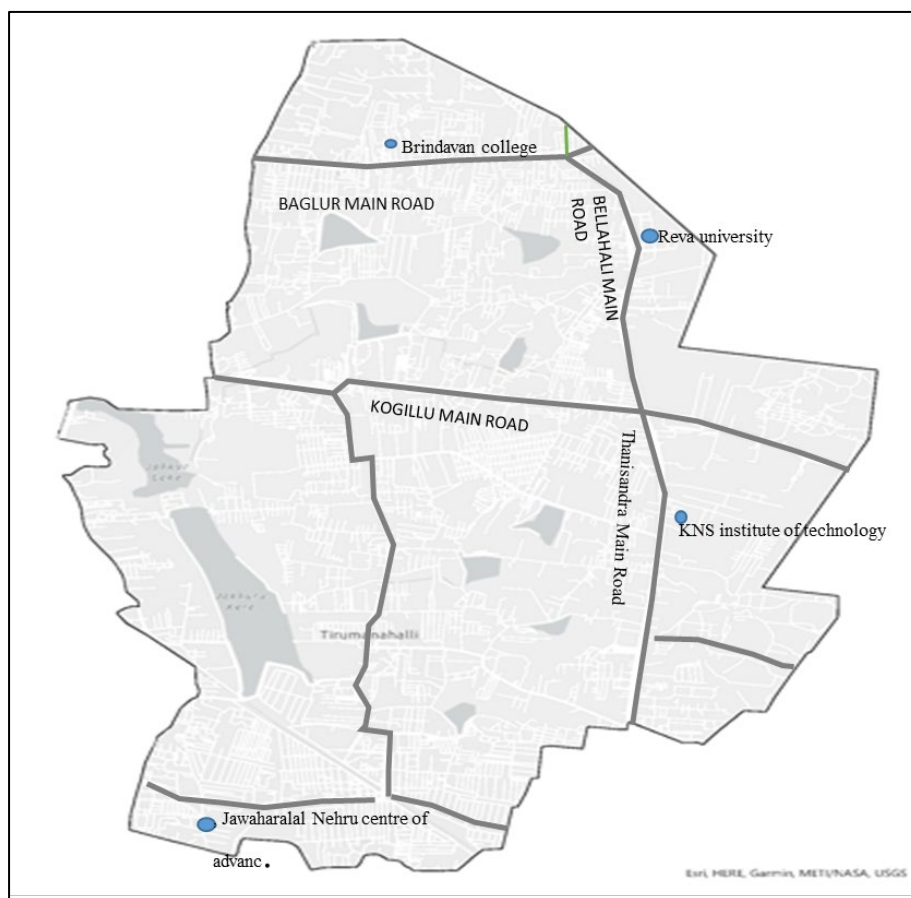 Brindavan college
BAGLUR MAIN ROAD
BELLAHALI MAIN
ROAD
Reva university
KOGILLU MAIN ROAD
Thanisandra Main Road
KNS institute of technology
Tirumanahalli
Jawaharalal Nehru centre of
advanc.
Esri, HERE, Garmin, METI/NASA, USGS